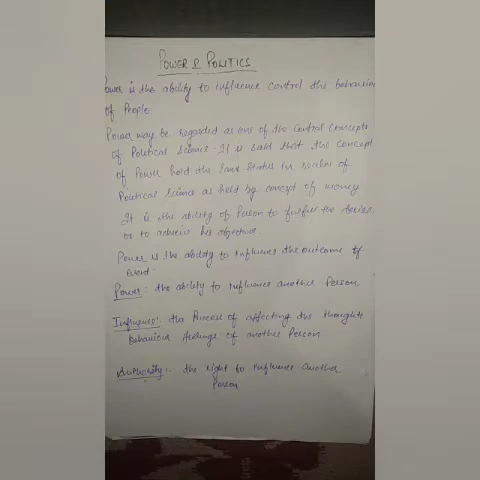 POWER & POLITICS
Power is the ability to influence control the behaviour
of People
Power may be regarded as one of the Central Concepts
of Political Science. It is said that the concept
of Power hold the same status in realm of
Political science as held by concept of money
It is the ability of Person to fulfill the desires
or to achieve his objective.
Power is the ability to influence the outcome of
event.
Power: the ability to influence another Person
Influence: the Process of affecting the thoughts
Behaviour feelings of another Person
Authority: the right to influence another
Person